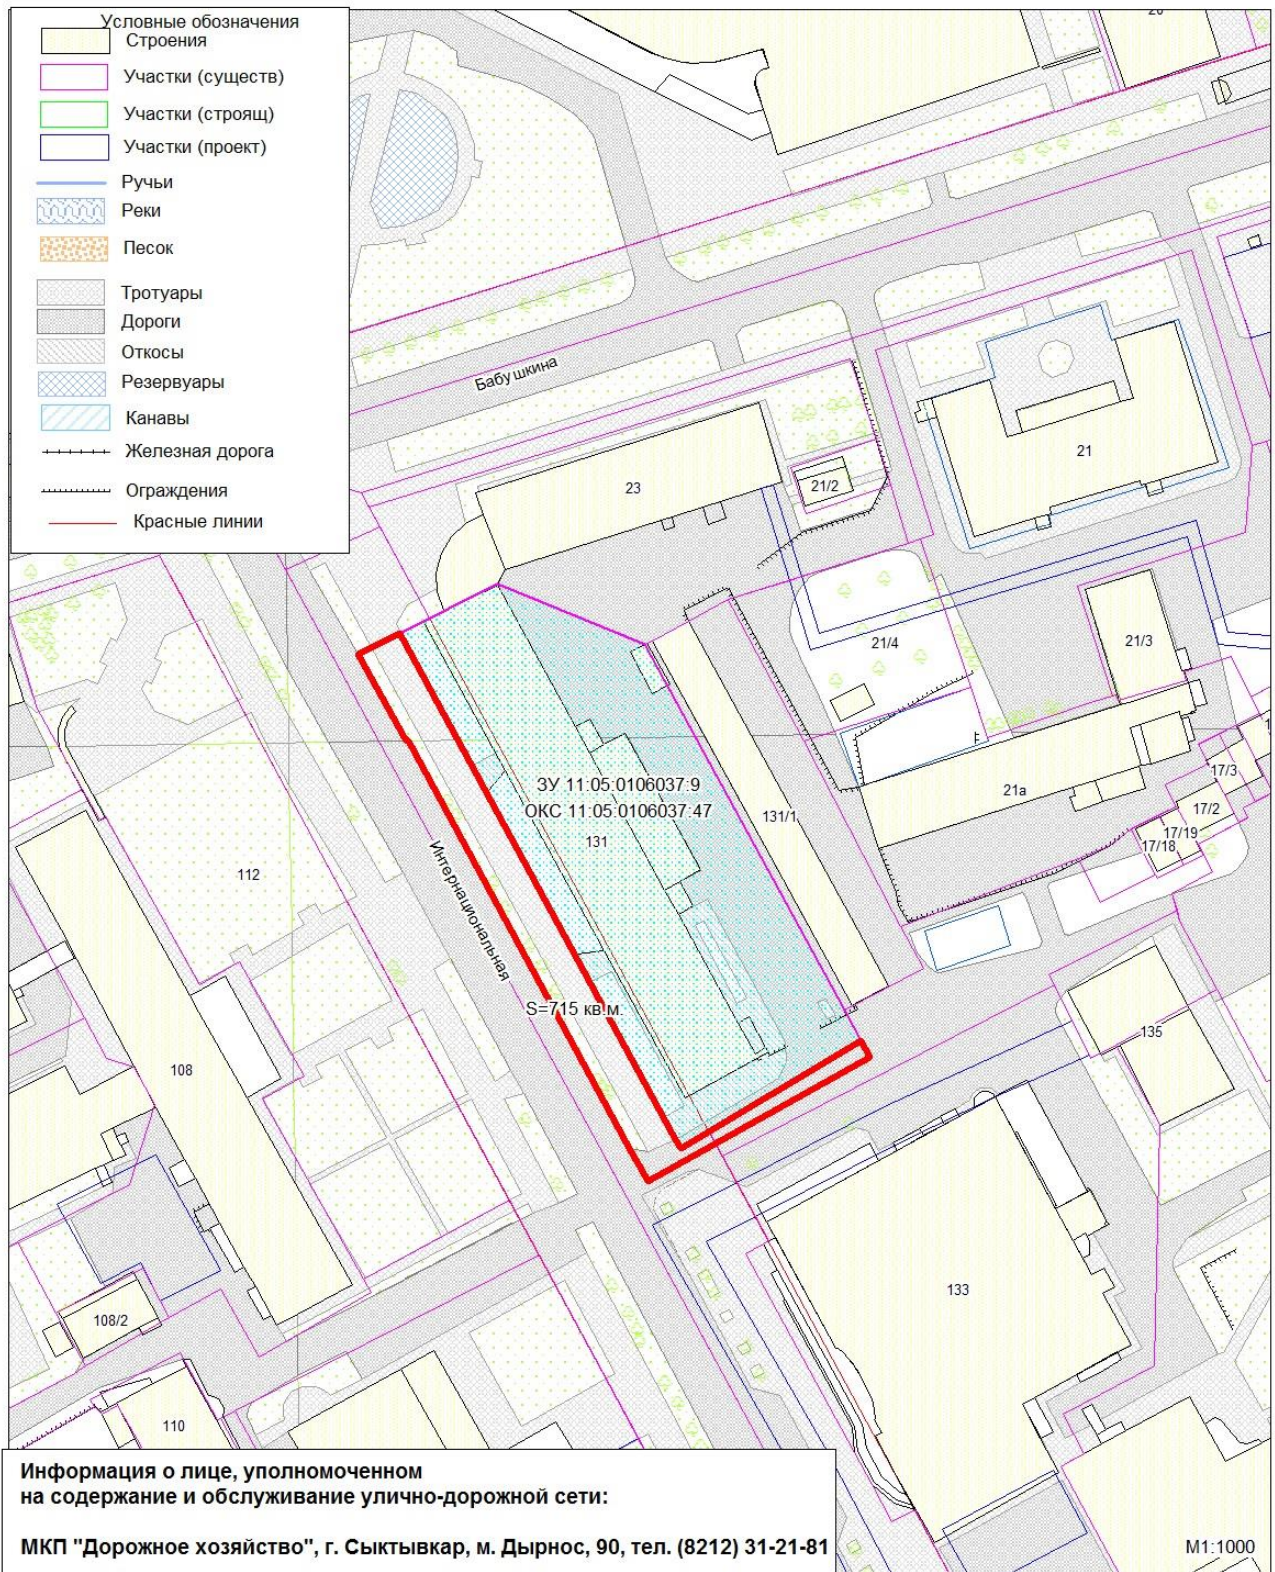 Условные обозначения
Строения
Участки (существ)
Участки (строящ)
Участки (проект)
Ручьи
Реки
Песок
Тротуары
Дороги
Откосы
Резервуары
Канавы
Железная дорога
Ограждения
Красные линии
Бабушкина
23
21/2
21
21/4
21/3
21а
17/3
17/2
17/19
17/18
ЗУ 11:05:0106037:9
ОКС 11:05:0106037:47
131
131/1
112
Интернациональная
S=715 кв.м.
108
135
133
108/2
110
Информация о лице, уполномоченном
на содержание и обслуживание улично-дорожной сети:
МКП "Дорожное хозяйство", г. Сыктывкар, м. Дырнос, 90, тел. (8212) 31-21-81
М1:1000